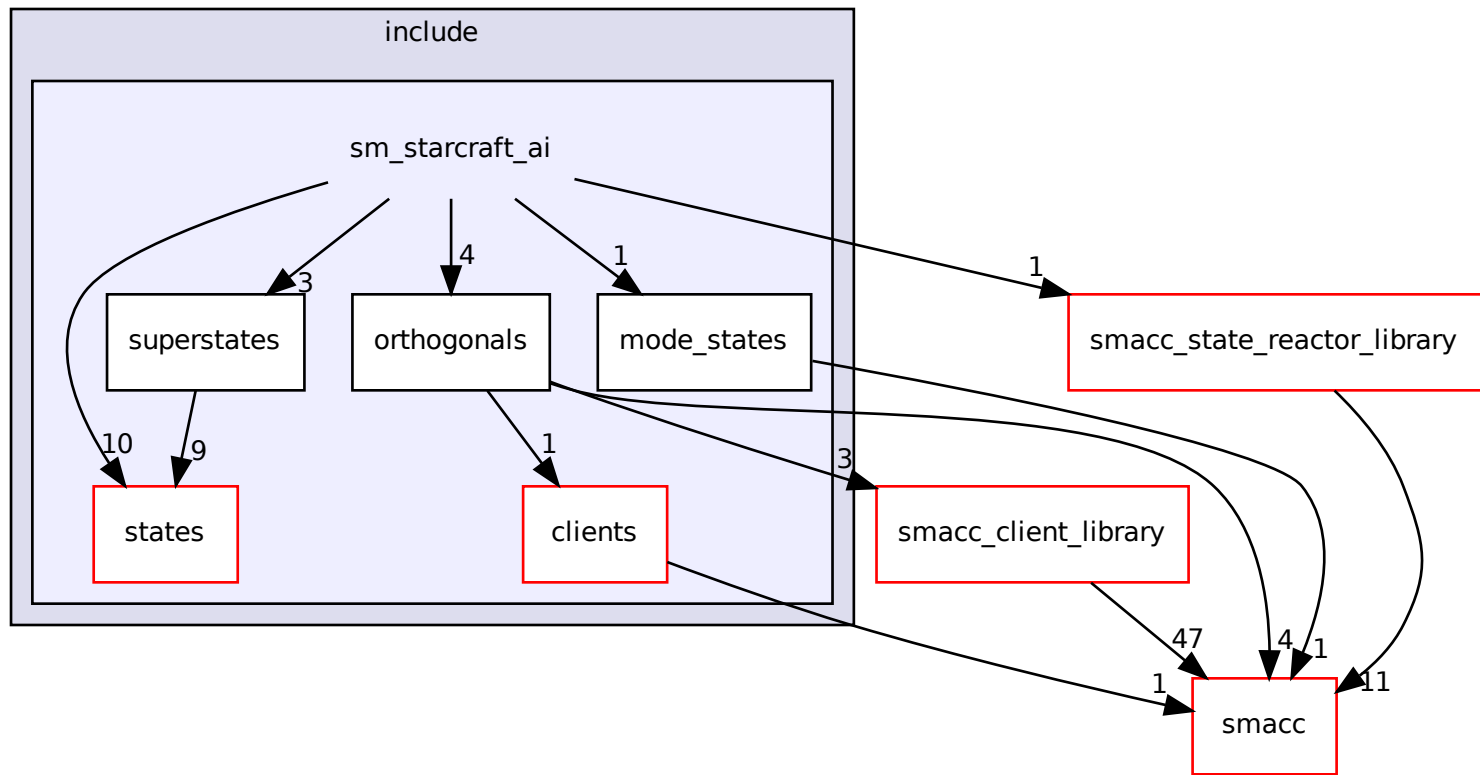 include
sm_starcraft_ai
1
4
3
1
superstates
orthogonals
mode_states
smacc_state_reactor_library
10
9
1
3
states
clients
smacc_client_library
47
4
1
1
11
smacc